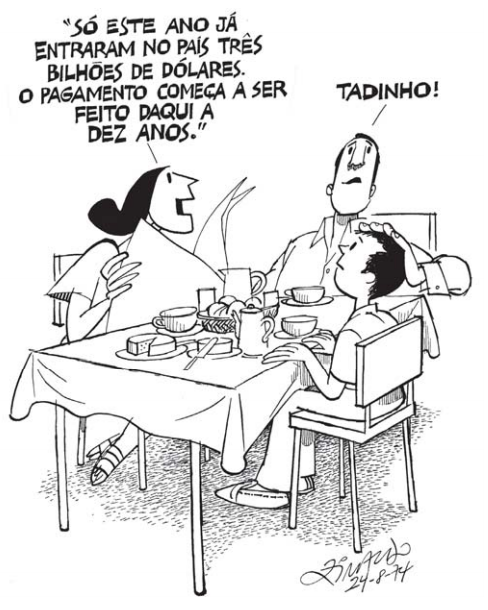 "SÓ ESTE ANO JÁ
ENTRARAM NO PAÍS TRÊS
BILHÕES DE DÓLARES.
O PAGAMENTO COMEÇA A SER
FEITO DAQUI A
DEZ ANOS."
TADINHO!
ZIRALDO
24-8-74